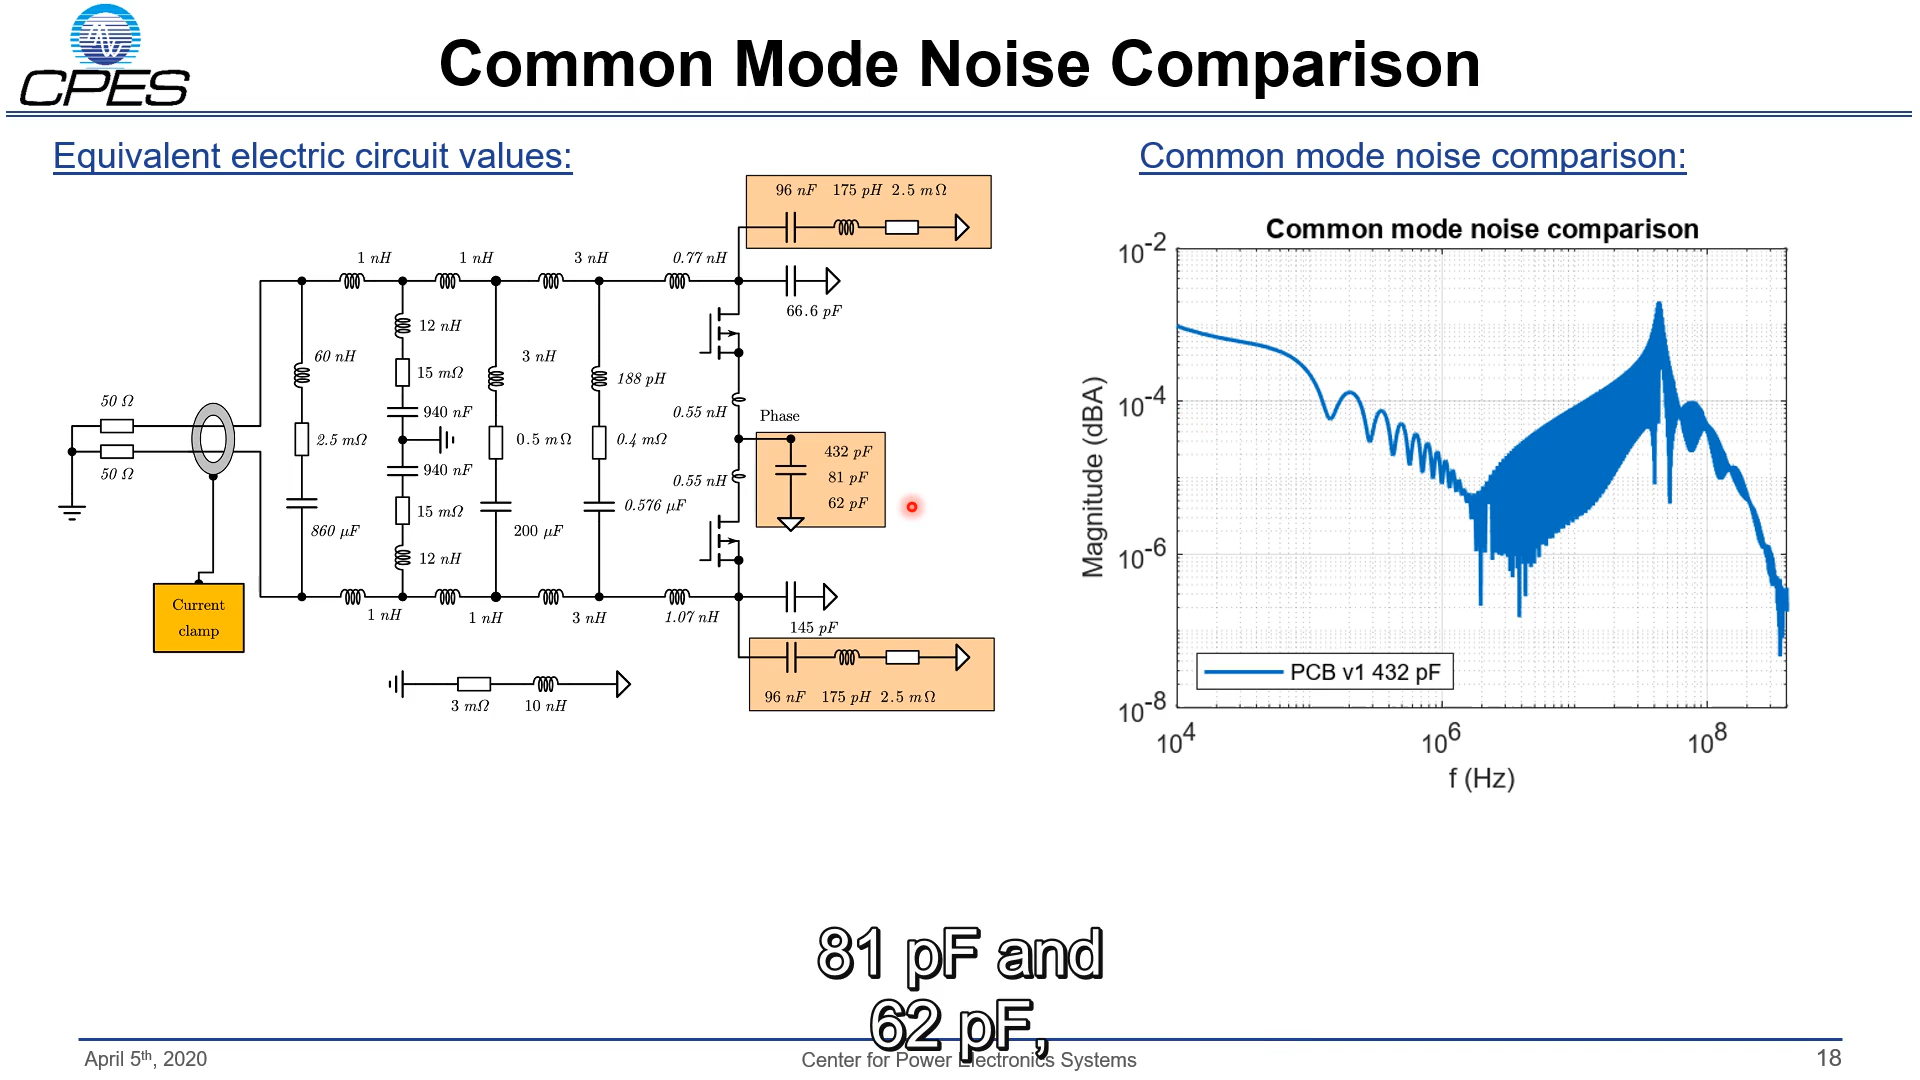 CPES
Common Mode Noise Comparison
Equivalent electric circuit values:
Common mode noise comparison:
96 nF 175 pH 2.5 mΩ
1 nH 1 nH 3 nH 0.77 nH
66.6 pF
12 nH
60 nH
3 nH
15 mΩ
188 pH
50 Ω
940 nF
0.55 nH
Phase
2.5 mΩ
0.5 mΩ
0.4 mΩ
432 pF
81 pF
62 pF
50 Ω
940 nF
0.55 nH
15 mΩ
0.576 μF
860 μF
200 μF
12 nH
Current
clamp
1 nH 1 nH 3 nH 1.07 nH
145 pF
96 nF 175 pH 2.5 mΩ
3 mΩ 10 nH
Common mode noise comparison
10-2
10-4
10-6
10-8
Magnitude (dBA)
PCB v1 432 pF
104 106 108
f (Hz)
81 pF and
62 pF,
April 5th, 2020
Center for Power Electronics Systems
18